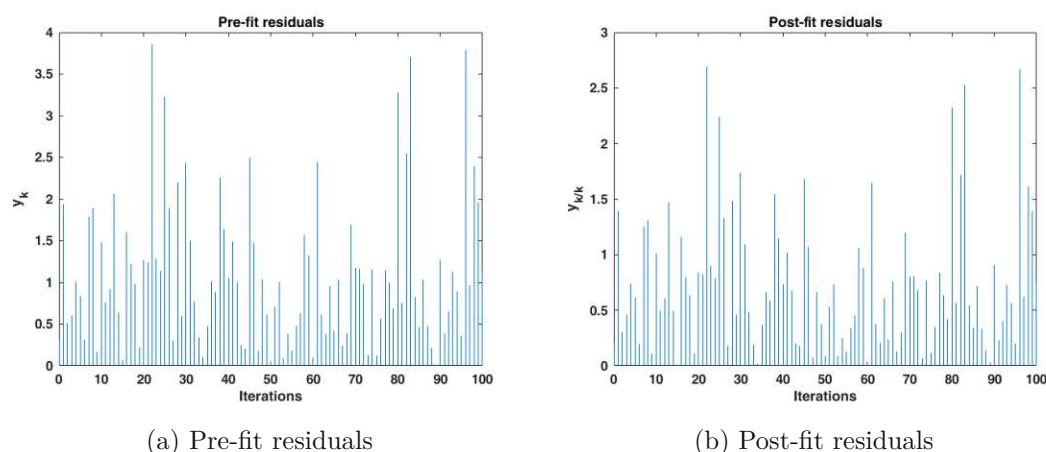 Pre-fit residuals
4
3.5
3
2.5
2
1.5
1
0.5
0
y_k
0 10 20 30 40 50 60 70 80 90 100
Iterations
(a) Pre-fit residuals
Post-fit residuals
3
2.5
2
1.5
1
0.5
0
y_k/k
0 10 20 30 40 50 60 70 80 90 100
Iterations
(b) Post-fit residuals